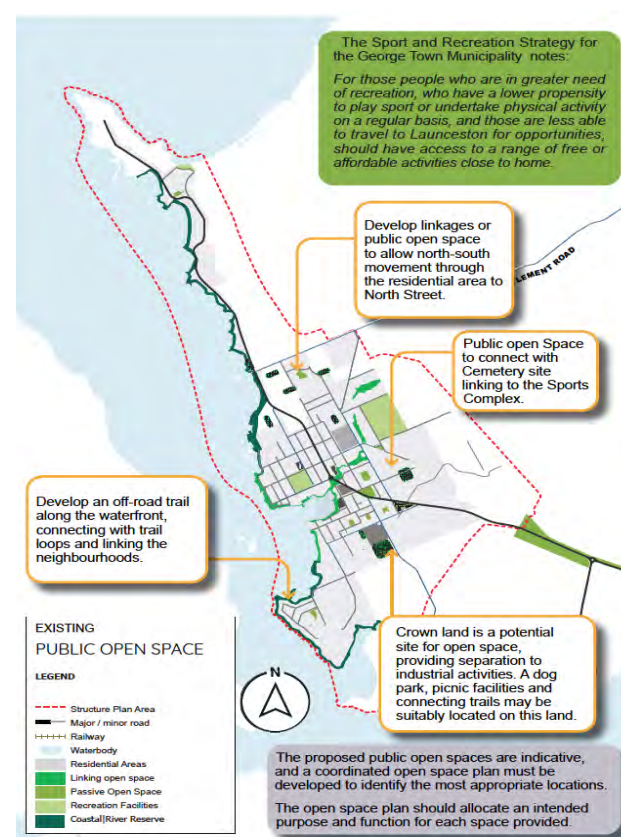 The Sport and Recreation Strategy for
the George Town Municipality notes:
For those people who are in greater need
of recreation, who have a lower propensity
to play sport or undertake physical activity
on a regular basis, and those are less able
to travel to Launceston for opportunities,
should have access to a range of free or
affordable activities close to home.
Develop linkages or
public open space
to allow north-south
movement through
the residential area to
North Street.
LEMENT ROAD
Public open Space
to connect with
Cemetery site
linking to the Sports
Complex.
Develop an off-road trail
along the waterfront,
connecting with trail
loops and linking the
neighbourhoods.
Crown land is a potential
site for open space,
providing separation to
industrial activities. A dog
park, picnic facilities and
connecting trails may be
suitably located on this land.
EXISTING
PUBLIC OPEN SPACE
LEGEND
Structure Plan Area
Major / minor road
Railway
Waterbody
Residential Areas
Linking open space
Passive Open Space
Recreation Facilities
Coastal|River Reserve
N
The proposed public open spaces are indicative,
and a coordinated open space plan must be
developed to identify the most appropriate locations.
The open space plan should allocate an intended
purpose and function for each space provided.